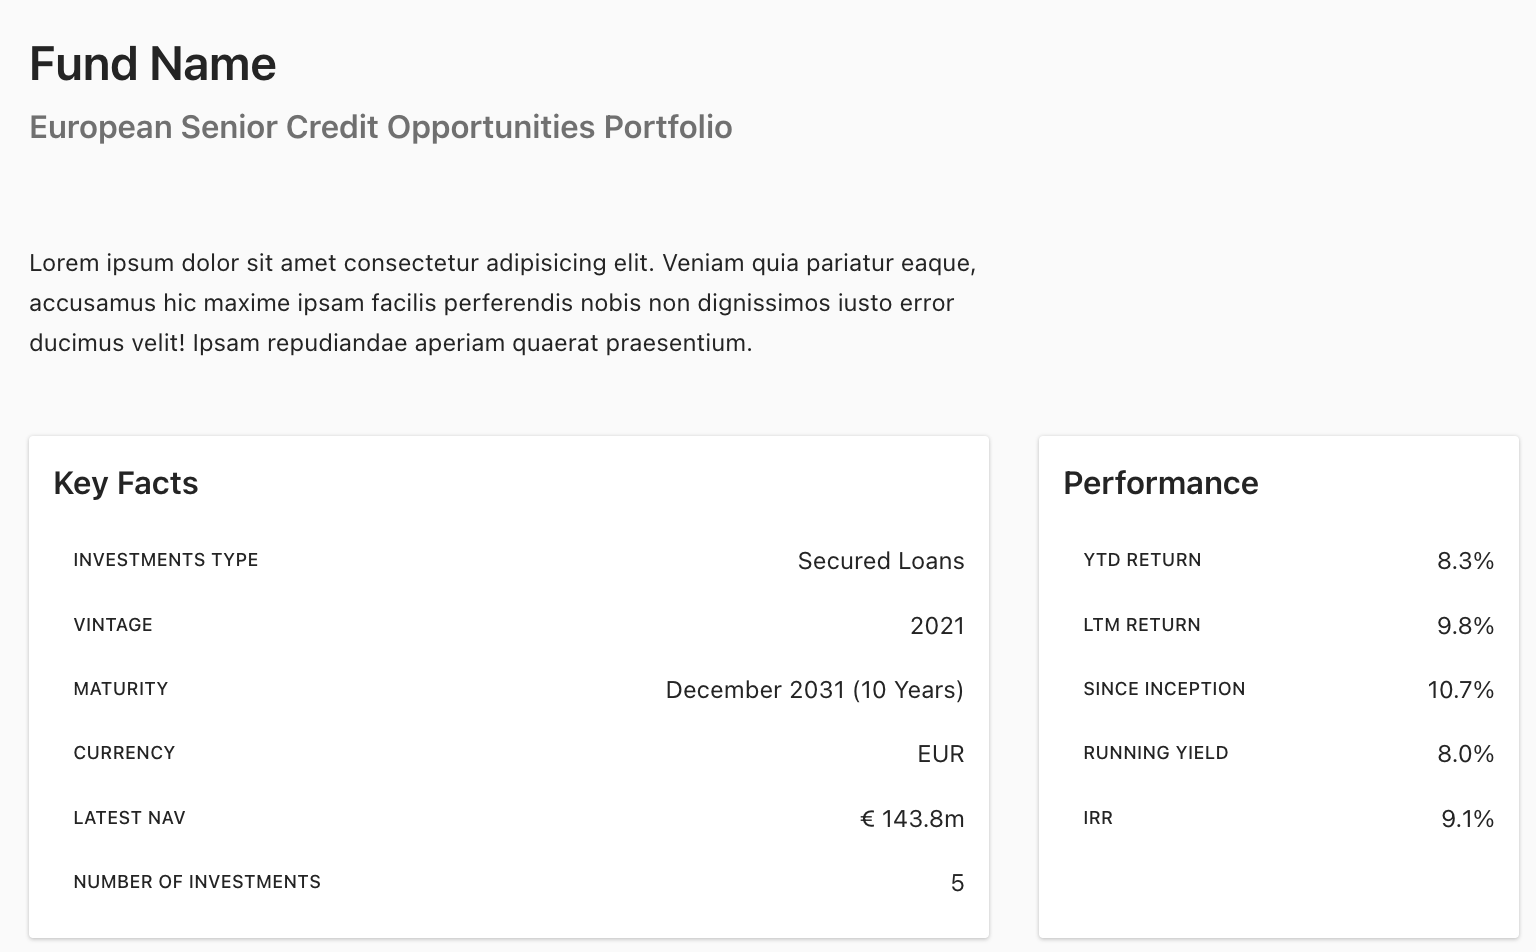 Fund Name
European Senior Credit Opportunities Portfolio
Lorem ipsum dolor sit amet consectetur adipisicing elit. Veniam quia pariatur eaque,
accusamus hic maxime ipsam facilis perferendis nobis non dignissimos iusto error
ducimus velit! Ipsam repudiandae aperiam quaerat praesentium.
Key Facts
INVESTMENTS TYPE Secured Loans
VINTAGE 2021
MATURITY December 2031 (10 Years)
CURRENCY EUR
LATEST NAV € 143.8m
NUMBER OF INVESTMENTS 5
Performance
YTD RETURN 8.3%
LTM RETURN 9.8%
SINCE INCEPTION 10.7%
RUNNING YIELD 8.0%
IRR 9.1%